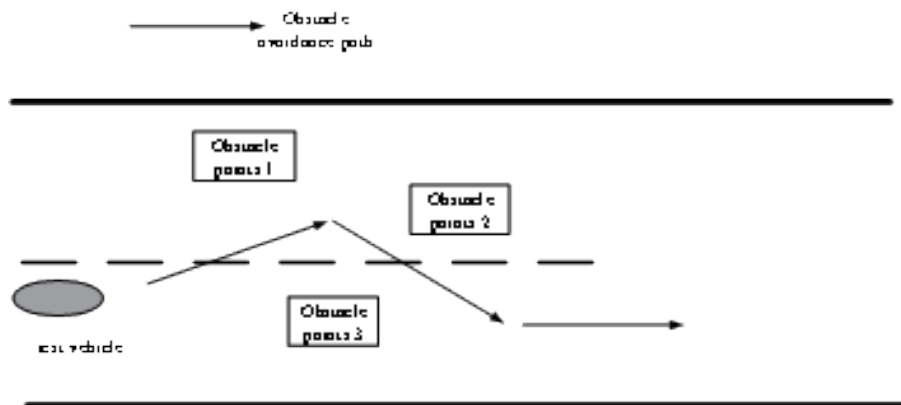 Obstacle
avoidance path
Obstacle
points 1
Obstacle
points 2
Obstacle
points 3
test vehicle